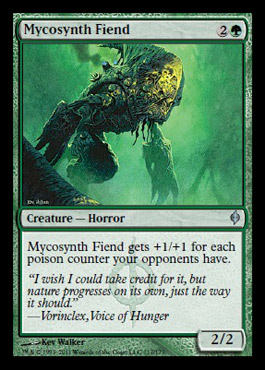 Mycosynth Fiend 2
Creature — Horror
Mycosynth Fiend gets +1/+1 for each
poison counter your opponents have.
“I wish I could take credit for it, but
nature progresses on its own, just the way
it should.”
—Vorinclex, Voice of Hunger
Kev Walker
2/2